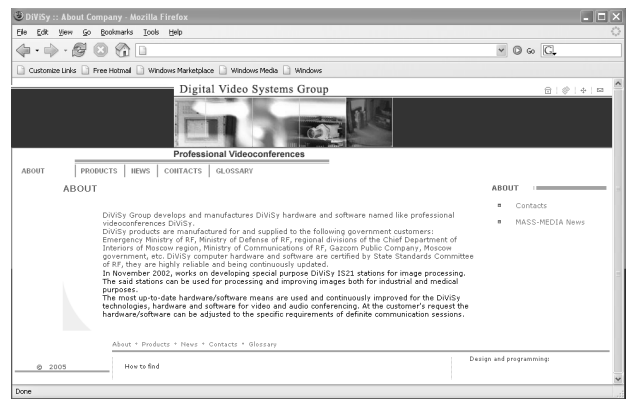 DiViSy :: About Company - Mozilla Firefox
File Edit View Go Bookmarks Tools Help
Go G
Customize Links Free Hotmail Windows Marketplace Windows Media Windows
Digital Video Systems Group
Professional Videoconferences
ABOUT PRODUCTS NEWS CONTACTS GLOSSARY
ABOUT
ABOUT
Contacts
MASS-MEDIA News
DiViSy Group develops and manufactures DiViSy hardware and software named like professional
videoconferences DiViSy.
DiViSy products are manufactured for and supplied to the following government customers:
Emergency Ministry of RF, Ministry of Defense of RF, regional divisions of the Chief Department of
Interiors of Moscow region, Ministry of Communications of RF, Gazcom Public Company, Moscow
government, etc. DiViSy computer hardware and software are certified by State Standards Committee
of RF, they are highly reliable and being continuously updated.
In November 2002, works on developing special purpose DiViSy IS21 stations for image processing.
The said stations can be used for processing and improving images both for industrial and medical
purposes.
The most up-to-date hardware/software means are used and continuously improved for the DiViSy
technologies, hardware and software for video and audio conferencing. At the customer's request the
hardware/software can be adjusted to the specific requirements of definite communication sessions.
About * Products * News * Contacts * Glossary
© 2005
How to find
Design and programming:
Done